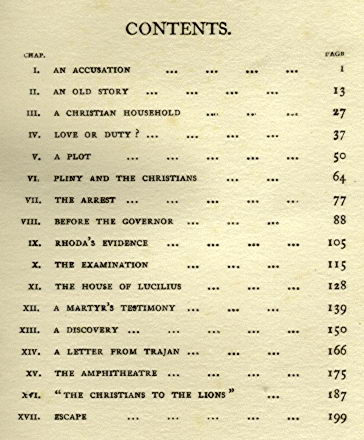 CONTENTS.
CHAP. PAGE
I. AN ACCUSATION ... ... ... ... 1
II. AN OLD STORY ... ... ... ... 13
III. A CHRISTIAN HOUSEHOLD ... ... ... 27
IV. LOVE OR DUTY? ... ... ... ... 37
V. A PLOT ... ... ... ... 50
VI. PLINY AND THE CHRISTIANS ... ... 64
VII. THE ARREST ... ... ... ... 77
VIII. BEFORE THE GOVERNOR ... ... ... 88
IX. RHODA'S EVIDENCE ... ... ... 105
X. THE EXAMINATION ... ... ... 115
XI. THE HOUSE OF LUCILIUS ... ... ... 128
XII. A MARTYR'S TESTIMONY ... ... ... 139
XIII. A DISCOVERY ... ... ... ... 150
XIV. A LETTER FROM TRAJAN ... ... ... 166
XV. THE AMPHITHEATRE ... ... ... 175
XVI. "THE CHRISTIANS TO THE LIONS" ... ... 187
XVII. ESCAPE ... ... ... ... 199